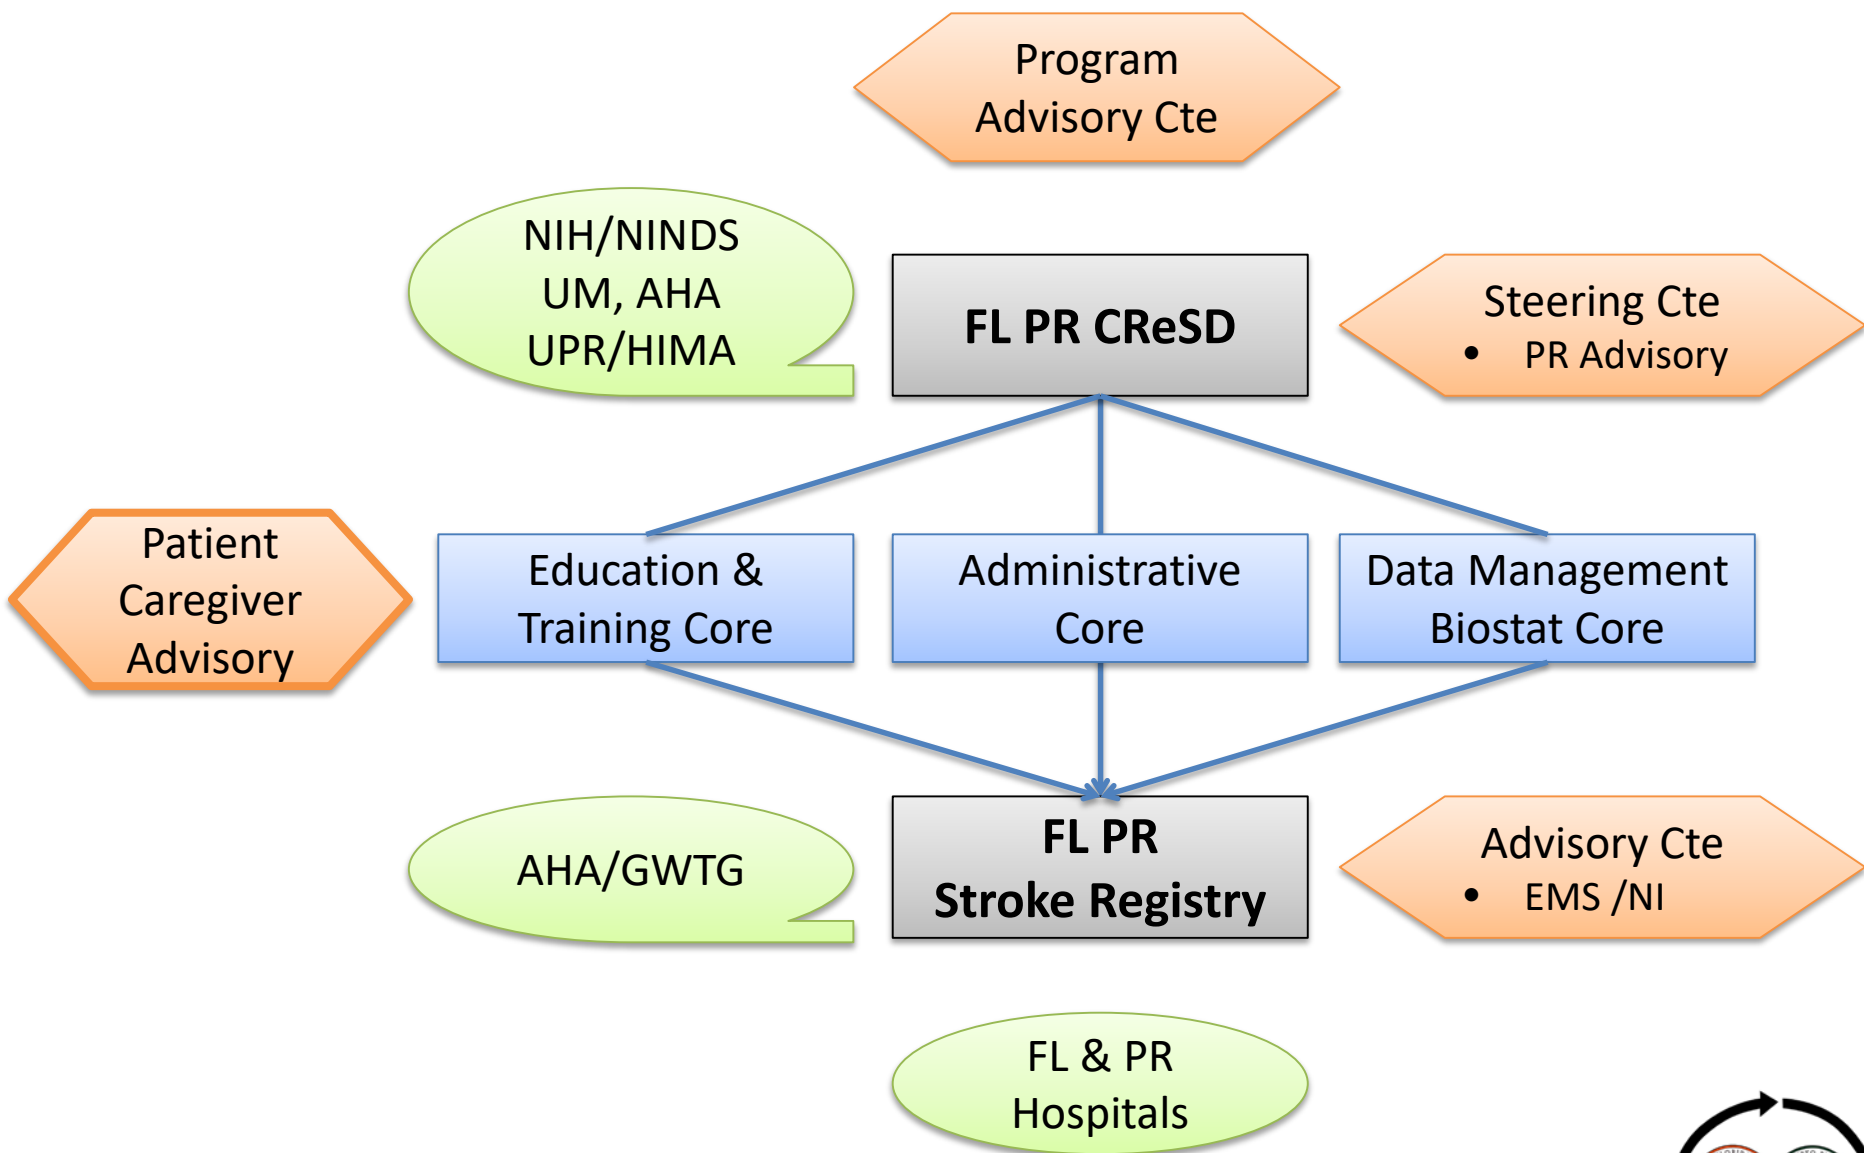 Program
Advisory Cte
NIH/NINDS
UM, AHA
UPR/HIMA
FL PR CReSD
Steering Cte
• PR Advisory
Patient
Caregiver
Advisory
Education &
Training Core
Administrative
Core
Data Management
Biostat Core
AHA/GWTG
FL PR
Stroke Registry
Advisory Cte
• EMS /NI
FL & PR
Hospitals